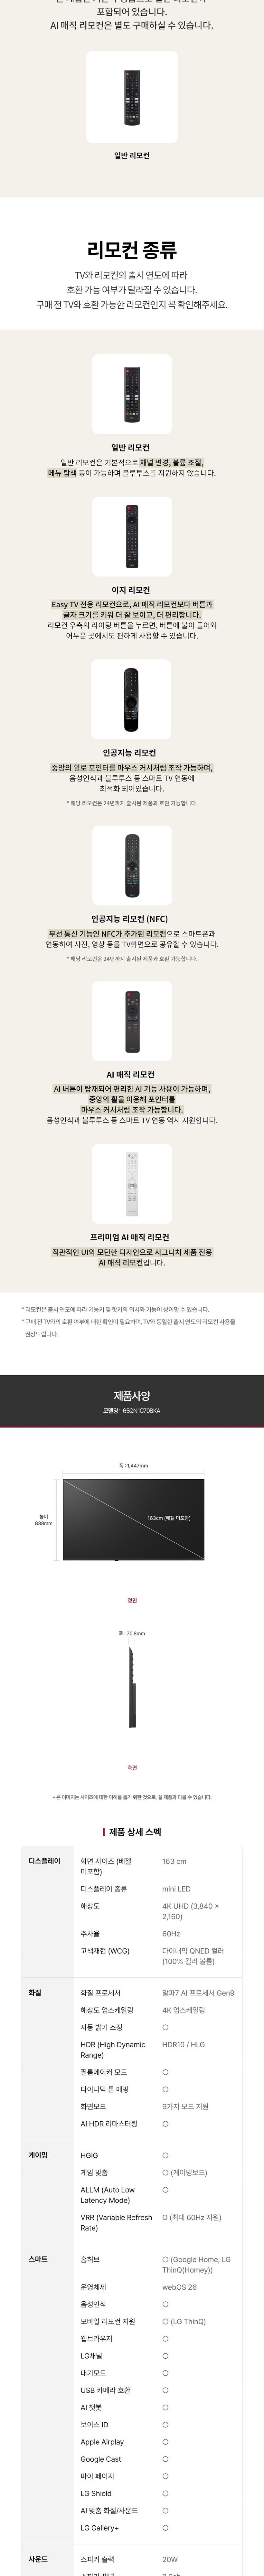 포함되어 있습니다.
AI 매직 리모컨은 별도 구매하실 수 있습니다.
일반 리모컨
리모컨 종류
TV와 리모컨의 출시 연도에 따라
호환 가능 여부가 달라질 수 있습니다.
구매 전 TV와 호환 가능한 리모컨인지 꼭 확인해주세요.
일반 리모컨
일반 리모컨은 기본적으로 채널 변경, 볼륨 조절,
메뉴 탐색 등이 가능하며 블루투스를 지원하지 않습니다.
이지 리모컨
Easy TV 전용 리모컨으로, AI 매직 리모컨보다 버튼과
글자 크기를 키워 더 잘 보이고, 더 편리합니다.
리모컨 우측의 라이팅 버튼을 누르면, 버튼에 불이 들어와
어두운 곳에서도 편하게 사용할 수 있습니다.
인공지능 리모컨
중앙의 휠로 포인터를 마우스 커서처럼 조작 가능하며,
음성인식과 블루투스 등 스마트 TV 연동에
최적화 되어있습니다.
* 해당 리모컨은 24년까지 출시된 제품과 호환 가능합니다.
인공지능 리모컨 (NFC)
무선 통신 기능인 NFC가 추가된 리모컨으로 스마트폰과
연동하여 사진, 영상 등을 TV화면으로 공유할 수 있습니다.
* 해당 리모컨은 24년까지 출시된 제품과 호환 가능합니다.
AI 매직 리모컨
AI 버튼이 탑재되어 편리한 AI 기능 사용이 가능하며,
중앙의 휠을 이용해 포인터를
마우스 커서처럼 조작 가능합니다.
음성인식과 블루투스 등 스마트 TV 연동 역시 지원합니다.
프리미엄 AI 매직 리모컨
직관적인 UI와 모던한 디자인으로 시그니처 제품 전용
AI 매직 리모컨입니다.
* 리모컨은 출시 연도에 따라 기능키 및 핫키의 위치와 기능이 상이할 수 있습니다.
* 구매 전 TV와의 호환 여부에 대한 확인이 필요하며, TV와 동일한 출시 연도의 리모컨 사용을
권장드립니다.
제품사양
모델명 : 65QN1C70BKA
폭 : 1,447mm
높이
838mm
163cm (베젤 미포함)
정면
폭 : 70.8mm
측면
* 본 이미지는 사이즈에 대한 이해를 돕기 위한 것으로, 실 제품과 다를 수 있습니다.
제품 상세 스펙
디스플레이 화면 사이즈 (베젤 163 cm
미포함)
디스플레이 종류 mini LED
해상도 4K UHD (3,840 x
2,160)
주사율 60Hz
고색재현 (WCG) 다이내믹 QNED 컬러
(100% 컬러 볼륨)
화질 화질 프로세서 알파7 AI 프로세서 Gen9
해상도 업스케일링 4K 업스케일링
자동 밝기 조정 ○
HDR (High Dynamic HDR10 / HLG
Range)
필름메이커 모드 ○
다이나믹 톤 매핑 ○
화면모드 9가지 모드 지원
AI HDR 리마스터링 ○
게이밍 HGIG ○
게임 맞춤 ○ (게이밍보드)
ALLM (Auto Low ○
Latency Mode)
VRR (Variable Refresh O (최대 60Hz 지원)
Rate)
스마트 홈허브 ○ (Google Home, LG
ThinQ(Homey))
운영체제 webOS 26
음성인식 ○
모바일 리모컨 지원 ○ (LG ThinQ)
웹브라우저 ○
LG채널 ○
대기모드 ○
USB 카메라 호환 ○
AI 챗봇 ○
보이스 ID ○
Apple Airplay ○
Google Cast ○
마이 페이지 ○
LG Shield ○
AI 맞춤 화질/사운드 ○
LG Gallery+ ○
사운드 스피커 출력 20W